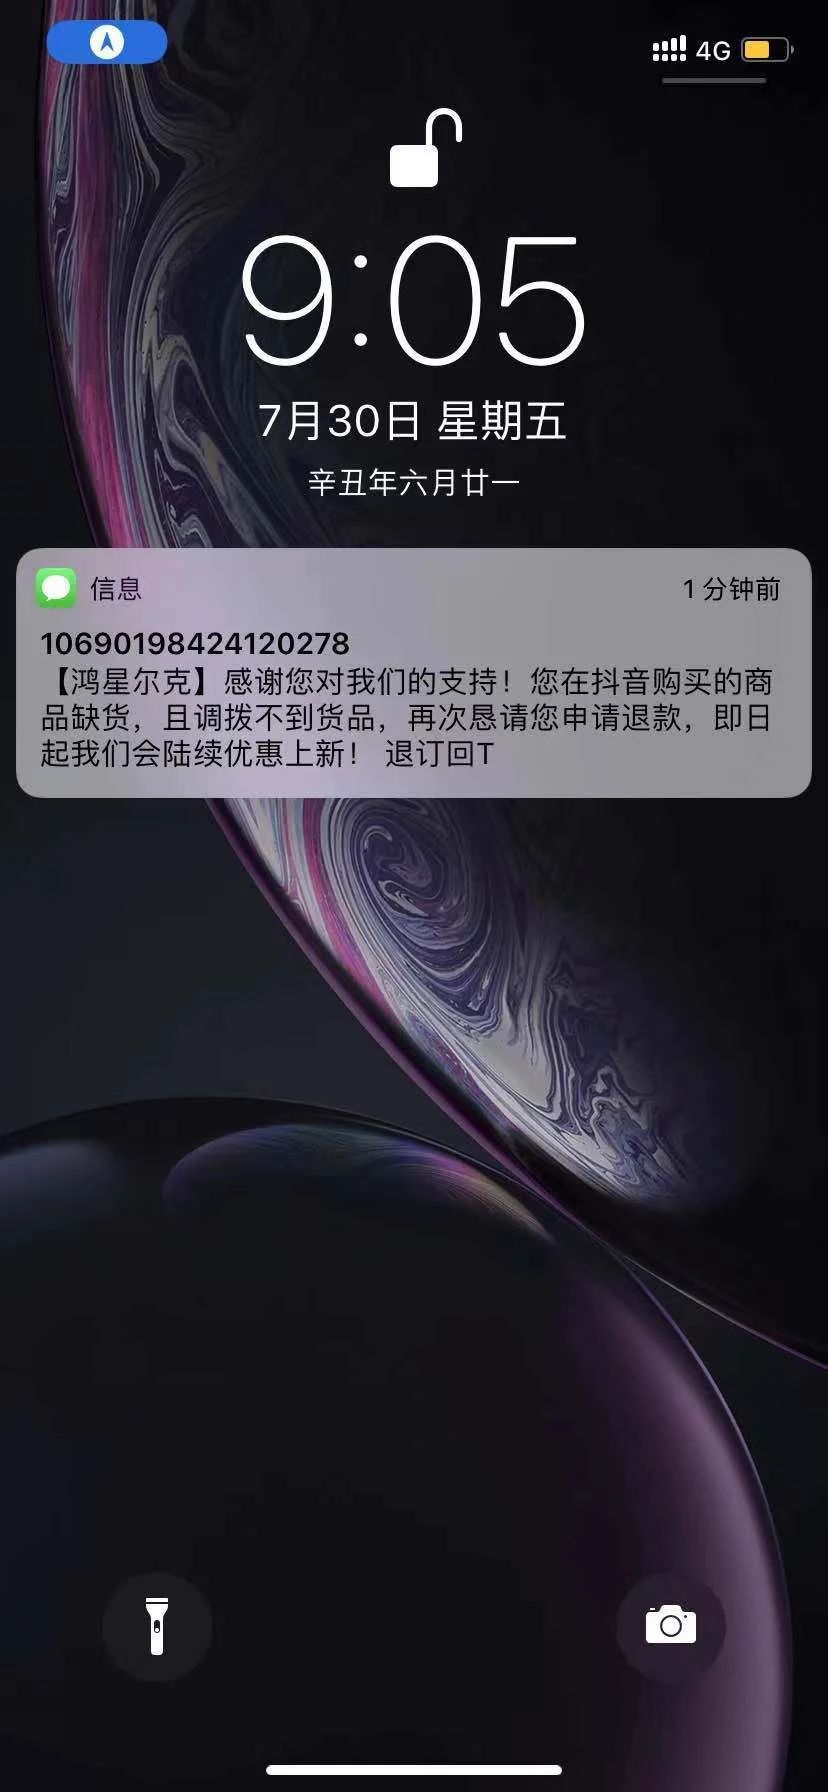 4G
9:05
7月30日 星期五
辛丑年六月廿一
信息 1 分钟前
10690198424120278
【鸿星尔克】感谢您对我们的支持！您在抖音购买的商
品缺货，且调拨不到货品，再次恳请您申请退款，即日
起我们会陆续优惠上新！ 退订回T